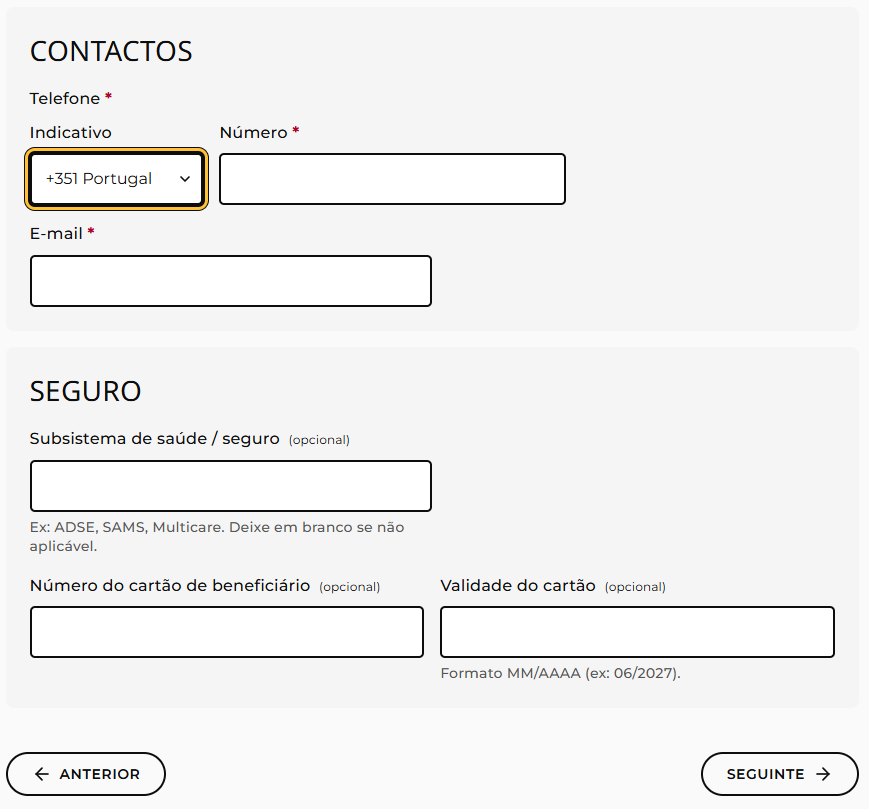 CONTACTOS
Telefone *
Indicativo
Número *
+351 Portugal
E-mail *
SEGURO
Subsistema de saúde / seguro (opcional)
Ex: ADSE, SAMS, Multicare. Deixe em branco se não
aplicável.
Número do cartão de beneficiário (opcional)
Validade do cartão (opcional)
Formato MM/AAAA (ex: 06/2027).
ANTERIOR
SEGUINTE